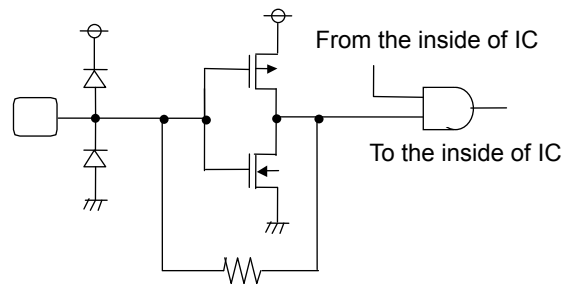 From the inside of IC
To the inside of IC